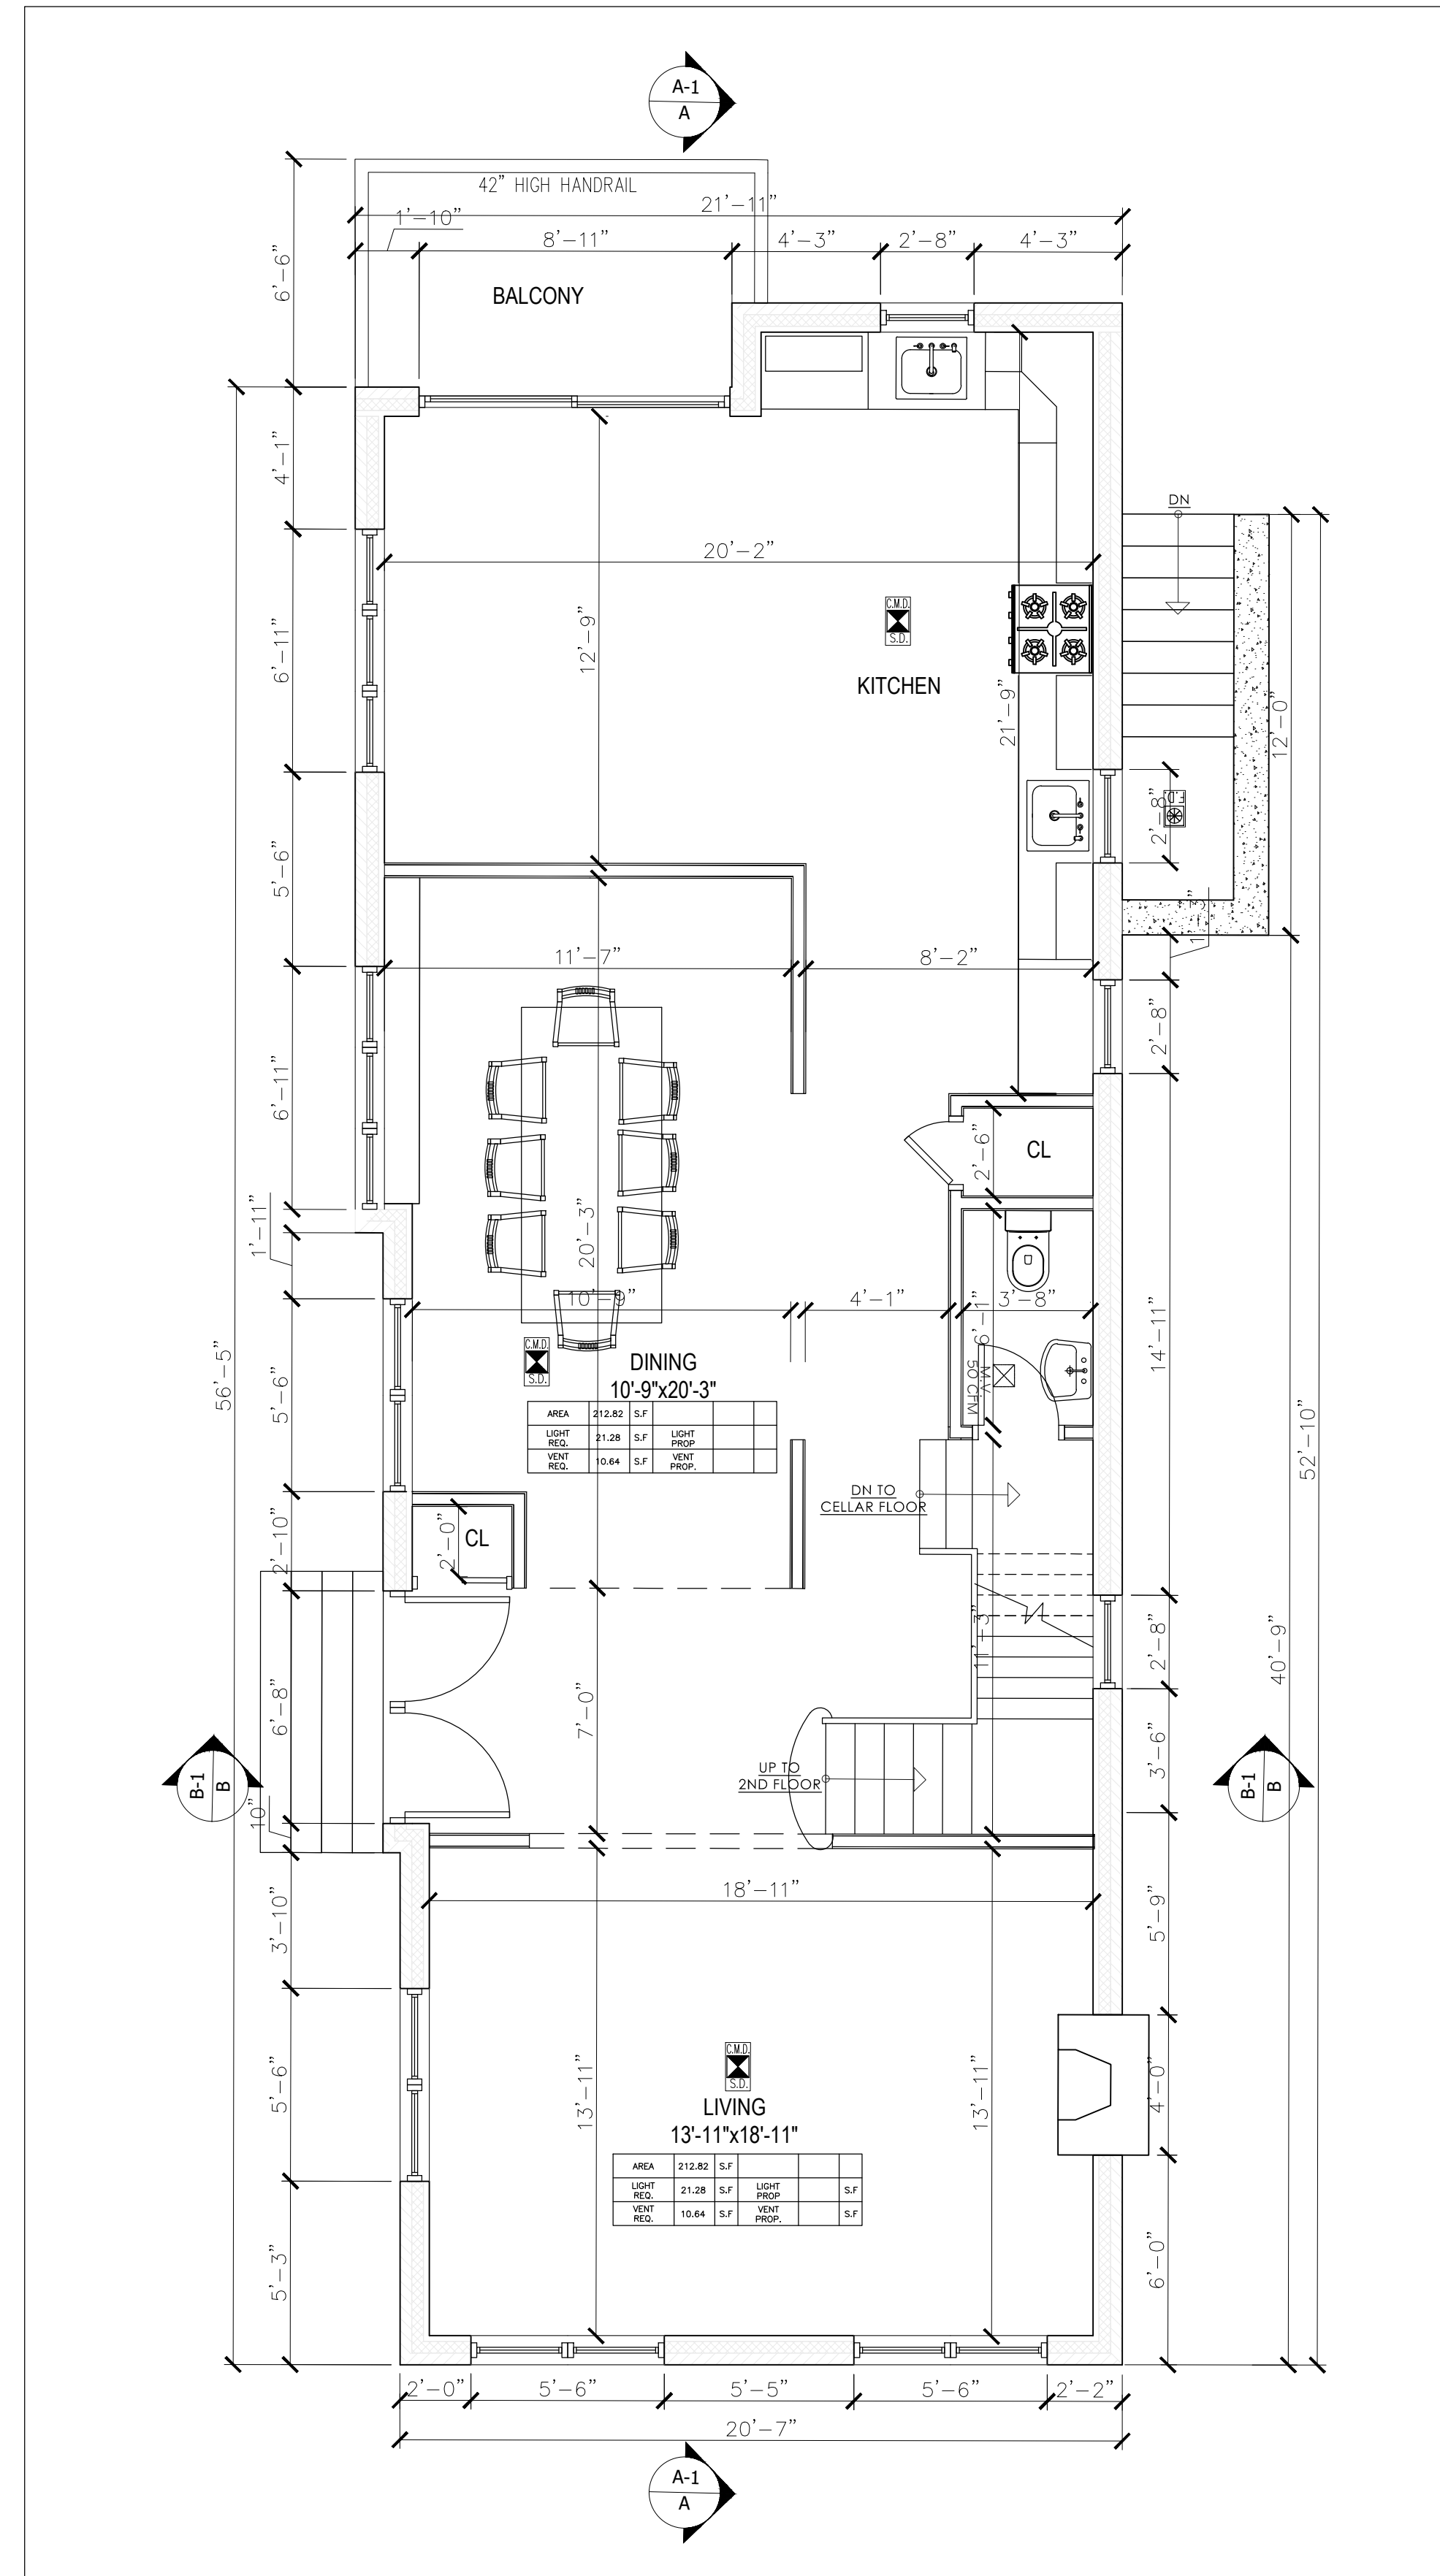 A-1
A
42" HIGH HANDRAIL
21'-11"
1'-10"
8'-11"
4'-3"
2'-8"
4'-3"
6'-6"
BALCONY
4'-1"
DN
20'-2"
C.M.D.
S.D.
12'-9"
6'-11"
KITCHEN
21'-9"
12'-0"
2'-8"
F.D.
5'-6"
11'-7"
8'-2"
2'-8"
6'-11"
2'-6"
CL
1'-11"
20'-3"
10'-9"
4'-1"
3'-8"
9'-1"
14'-11"
56'-5"
5'-6"
C.M.D.
S.D.
M.V.
50 CFM
DINING
10'-9"x20'-3"
AREA 212.82 S.F
LIGHT REQ. 21.28 S.F LIGHT PROP
VENT REQ. 10.64 S.F VENT PROP.
52'-10"
DN TO
CELLAR FLOOR
2'-10"
2'-0"
CL
11'-3"
2'-8"
40'-9"
6'-8"
7'-0"
3'-6"
UP TO
2ND FLOOR
B-1
B
B-1
B
10"
18'-11"
3'-10"
5'-9"
5'-6"
13'-11"
C.M.D.
S.D.
13'-11"
4'-0"
LIVING
13'-11"x18'-11"
AREA 212.82 S.F
LIGHT REQ. 21.28 S.F LIGHT PROP S.F
VENT REQ. 10.64 S.F VENT PROP. S.F
5'-3"
6'-0"
2'-0"
5'-6"
5'-5"
5'-6"
2'-2"
20'-7"
A-1
A